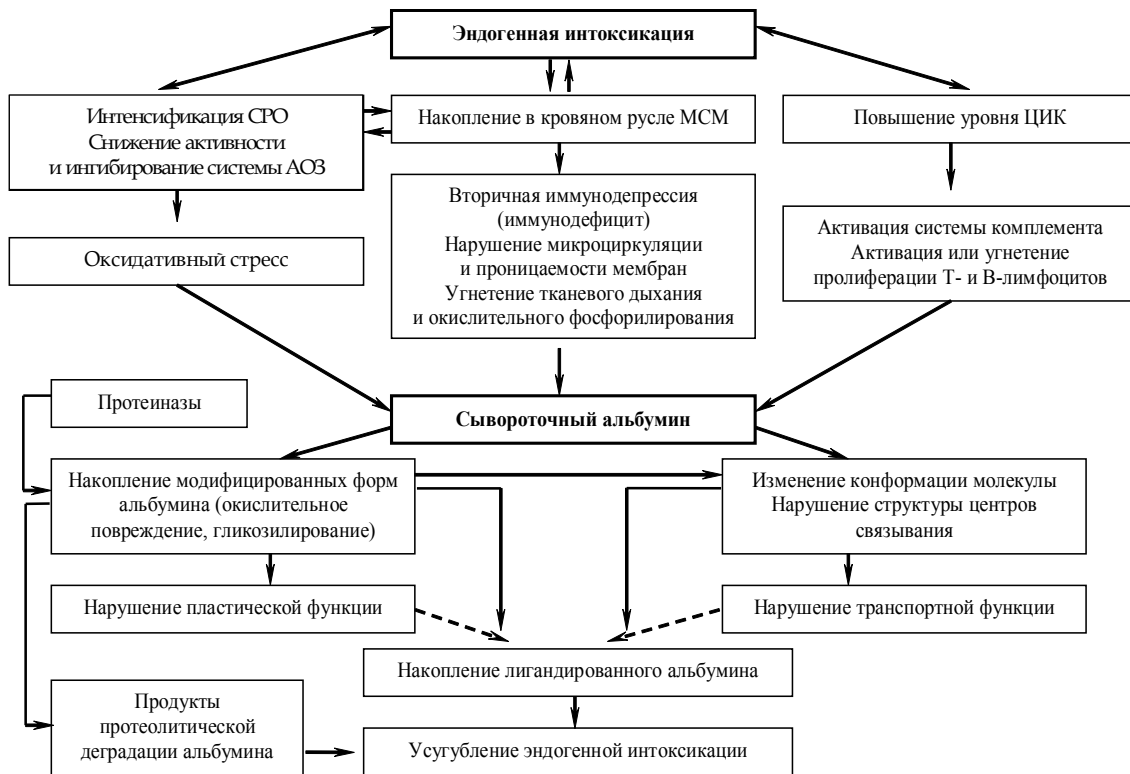 Эндогенная интоксикация
Интенсификация СРО
Снижение активности
и ингибирование системы АОЗ
Накопление в кровяном русле МСМ
Повышение уровня ЦИК
Вторичная иммунодепрессия
(иммунодефицит)
Нарушение микроциркуляции
и проницаемости мембран
Угнетение тканевого дыхания
и окислительного фосфорилирования
Активация системы комплемента
Активация или угнетение
пролиферации Т- и В-лимфоцитов
Оксидативный стресс
Протеиназы
Сывороточный альбумин
Накопление модифицированных форм
альбумина (окислительное
повреждение, гликозилирование)
Изменение конформации молекулы
Нарушение структуры центров
связывания
Нарушение пластической функции
Нарушение транспортной функции
Накопление лигандированного альбумина
Продукты
протеолитической
деградации альбумина
Усугубление эндогенной интоксикации